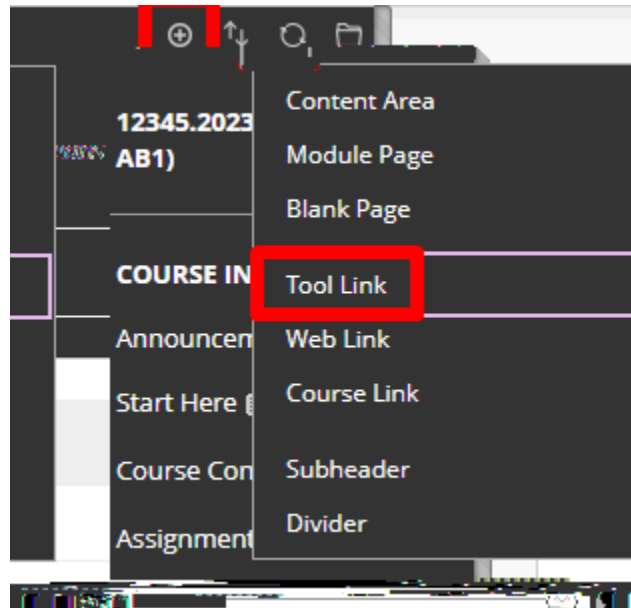 12345.2023
AB1)
COURSE IN
Announcem
Start Here
Course Con
Assignment
Content Area
Module Page
Blank Page
Tool Link
Web Link
Course Link
Subheader
Divider